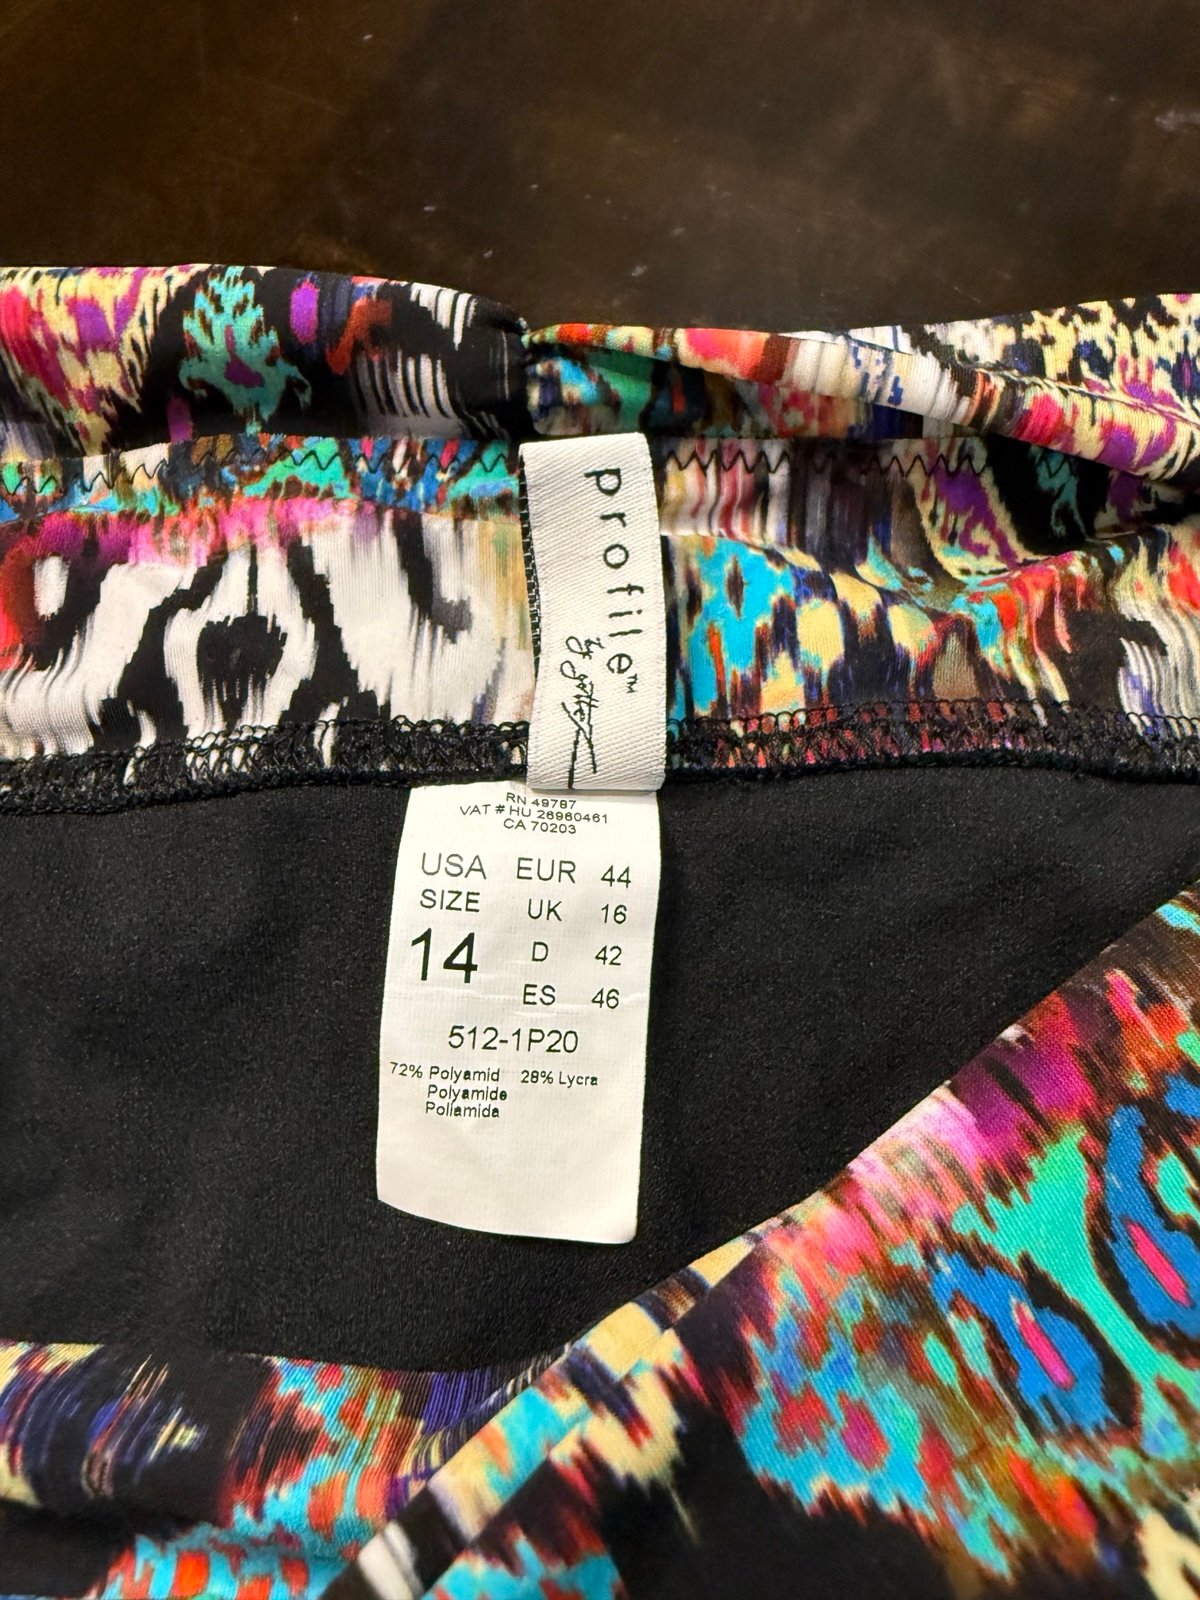 profile™
by gottex
RN 49787
VAT # HU 26960461
CA 70203
USA EUR 44
SIZE UK 16
14 D 42
ES 46
512-1P20
72% Polyamid 28% Lycra
Polyamide
Poliamida